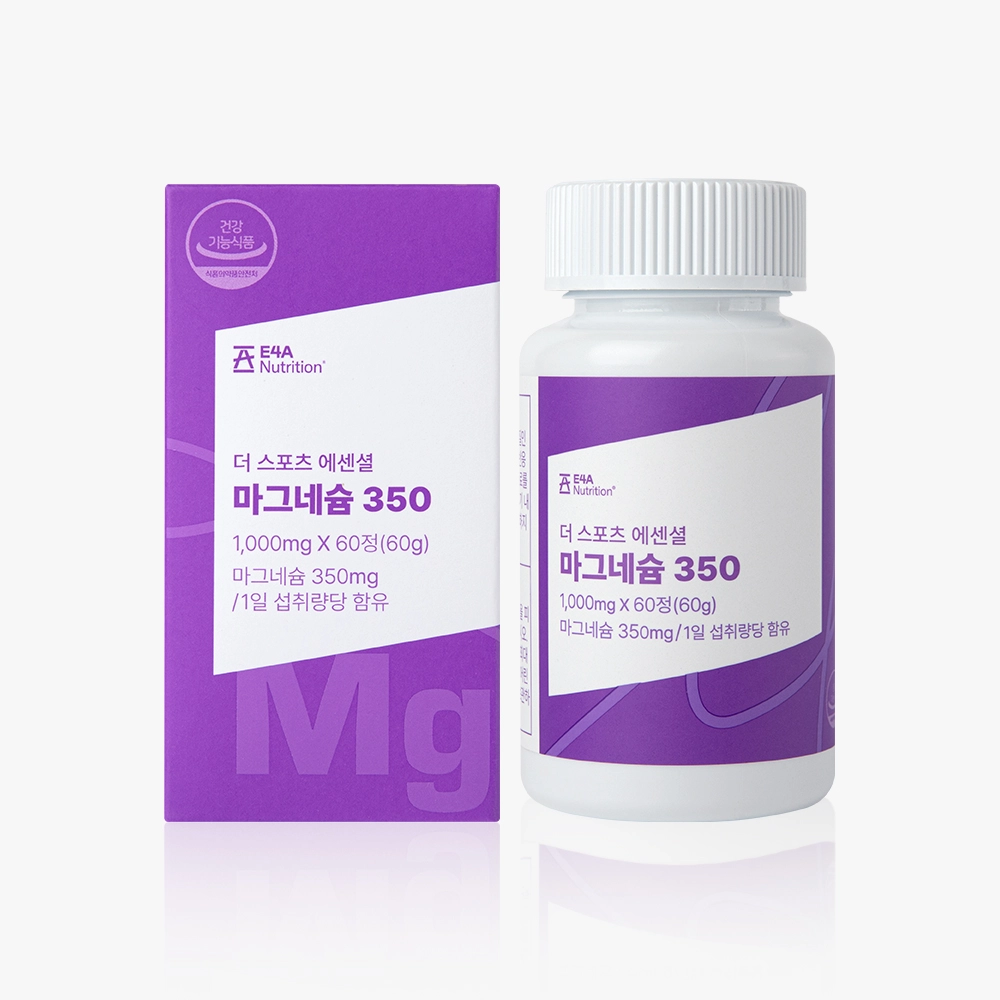 건강
기능식품
식품의약품안전처
E4A
Nutrition®
더 스포츠 에센셜
마그네슘 350
1,000mg X 60정(60g)
마그네슘 350mg
/1일 섭취량당 함유
Mg
E4A
Nutrition®
더 스포츠 에센셜
마그네슘 350
1,000mg X 60정(60g)
마그네슘 350mg/1일 섭취량당 함유